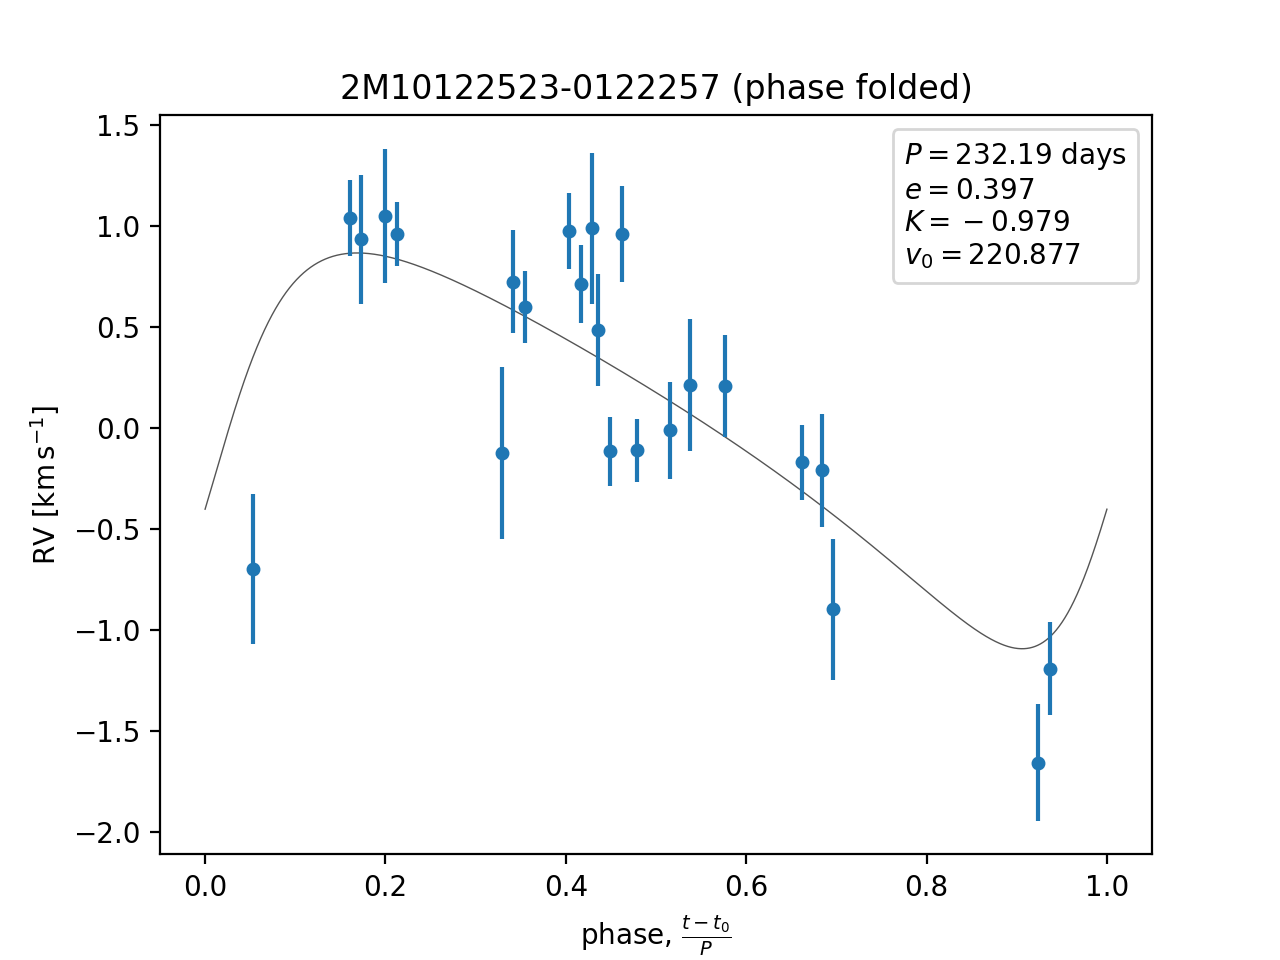 2M10122523-0122257 (phase folded)
P = 232.19 days
e = 0.397
K = −0.979
v₀ = 220.877
RV [km s⁻¹]
1.5
1.0
0.5
0.0
−0.5
−1.0
−1.5
−2.0
0.0 0.2 0.4 0.6 0.8 1.0
phase, (t − t₀)/P